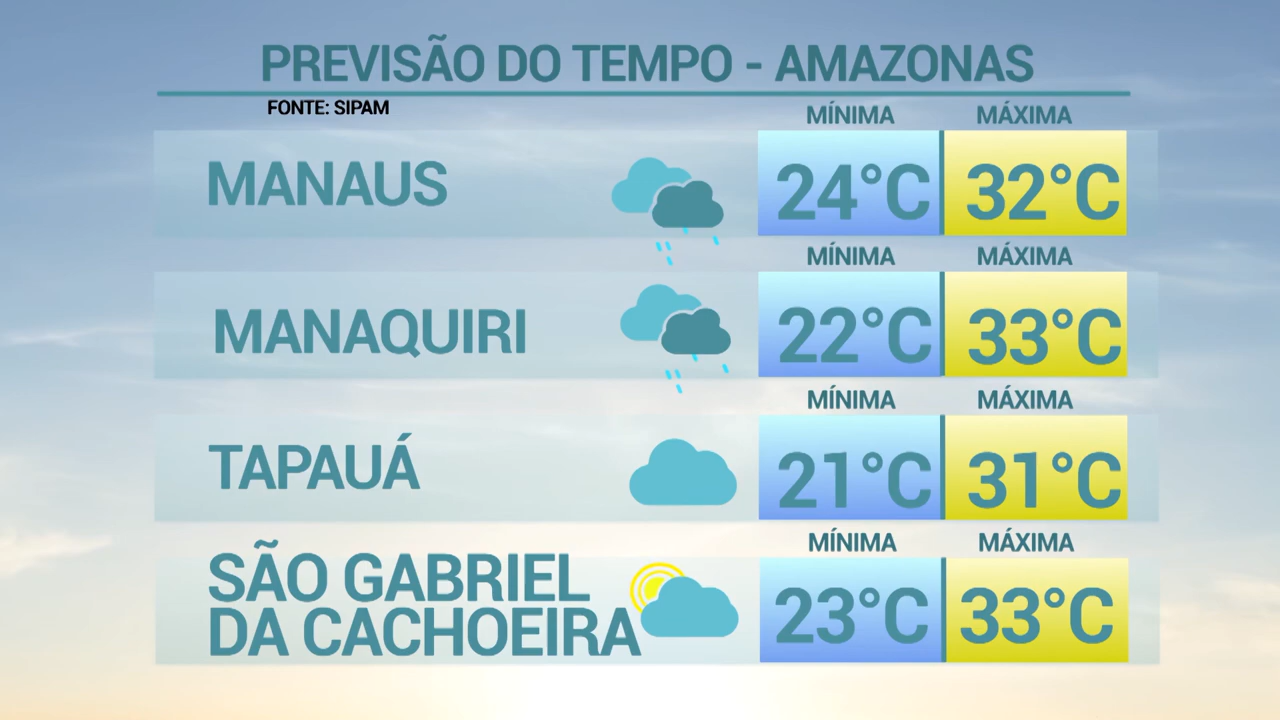 PREVISÃO DO TEMPO - AMAZONAS
FONTE: SIPAM
MÍNIMA MÁXIMA
MANAUS 24°C 32°C
MÍNIMA MÁXIMA
MANAQUIRI 22°C 33°C
MÍNIMA MÁXIMA
TAPAUÁ 21°C 31°C
MÍNIMA MÁXIMA
SÃO GABRIEL
DA CACHOEIRA 23°C 33°C